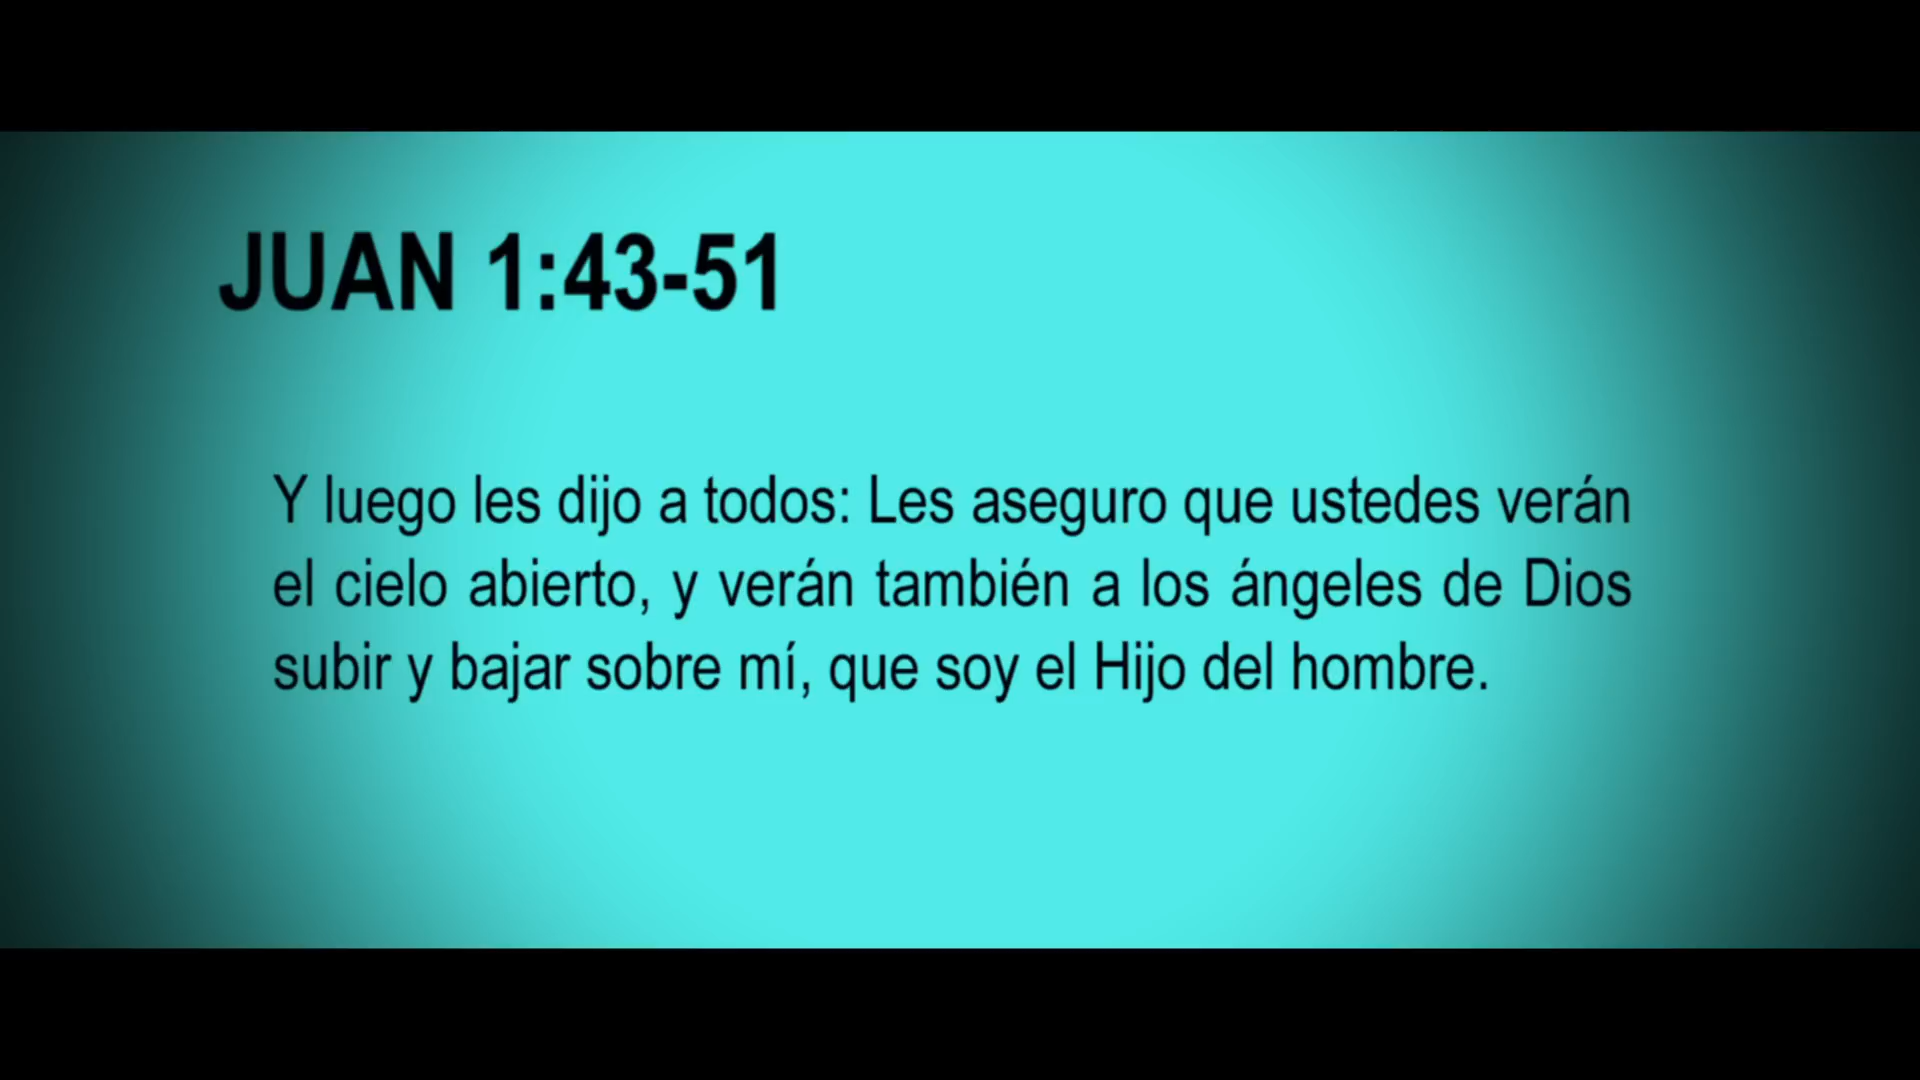 JUAN 1:43-51
Y luego les dijo a todos: Les aseguro que ustedes verán
el cielo abierto, y verán también a los ángeles de Dios
subir y bajar sobre mí, que soy el Hijo del hombre.